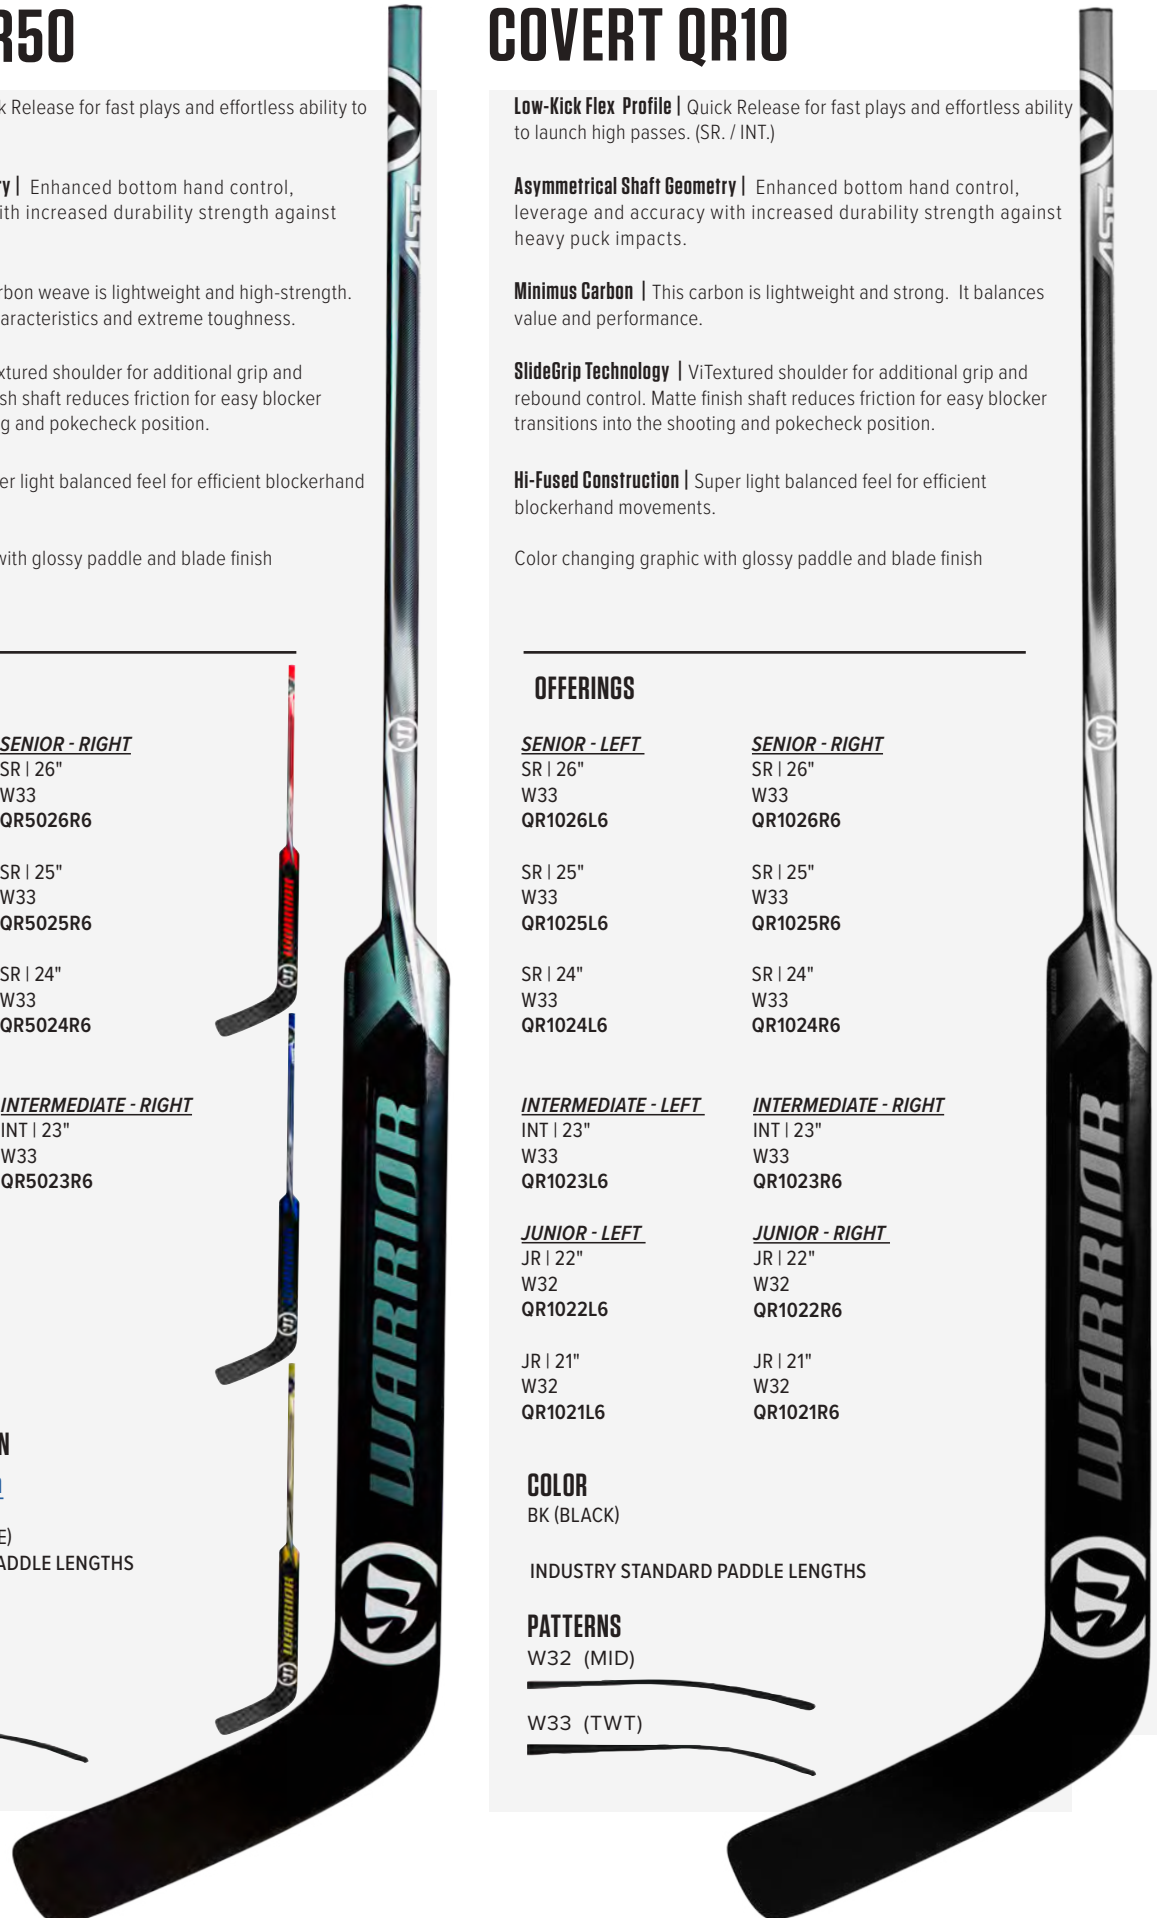 R50
k Release for fast plays and effortless ability to
ry | Enhanced bottom hand control,
ith increased durability strength against
rbon weave is lightweight and high-strength.
aracteristics and extreme toughness.
xtured shoulder for additional grip and
ish shaft reduces friction for easy blocker
g and pokecheck position.
er light balanced feel for efficient blockerhand
with glossy paddle and blade finish
SENIOR - RIGHT
SR | 26"
W33
QR5026R6
SR | 25"
W33
QR5025R6
SR | 24"
W33
QR5024R6
INTERMEDIATE - RIGHT
INT | 23"
W33
QR5023R6
N
E)
ADDLE LENGTHS
WARRIOR
WARRIOR
WARRIOR
WARRIOR
COVERT QR10
Low-Kick Flex Profile | Quick Release for fast plays and effortless ability
to launch high passes. (SR. / INT.)
Asymmetrical Shaft Geometry | Enhanced bottom hand control,
leverage and accuracy with increased durability strength against
heavy puck impacts.
Minimus Carbon | This carbon is lightweight and strong. It balances
value and performance.
SlideGrip Technology | ViTextured shoulder for additional grip and
rebound control. Matte finish shaft reduces friction for easy blocker
transitions into the shooting and pokecheck position.
Hi-Fused Construction | Super light balanced feel for efficient
blockerhand movements.
Color changing graphic with glossy paddle and blade finish
OFFERINGS
SENIOR - LEFT
SR | 26"
W33
QR1026L6
SR | 25"
W33
QR1025L6
SR | 24"
W33
QR1024L6
SENIOR - RIGHT
SR | 26"
W33
QR1026R6
SR | 25"
W33
QR1025R6
SR | 24"
W33
QR1024R6
INTERMEDIATE - LEFT
INT | 23"
W33
QR1023L6
INTERMEDIATE - RIGHT
INT | 23"
W33
QR1023R6
JUNIOR - LEFT
JR | 22"
W32
QR1022L6
JR | 21"
W32
QR1021L6
JUNIOR - RIGHT
JR | 22"
W32
QR1022R6
JR | 21"
W32
QR1021R6
COLOR
BK (BLACK)
INDUSTRY STANDARD PADDLE LENGTHS
PATTERNS
W32 (MID)
W33 (TWT)
WARRIOR